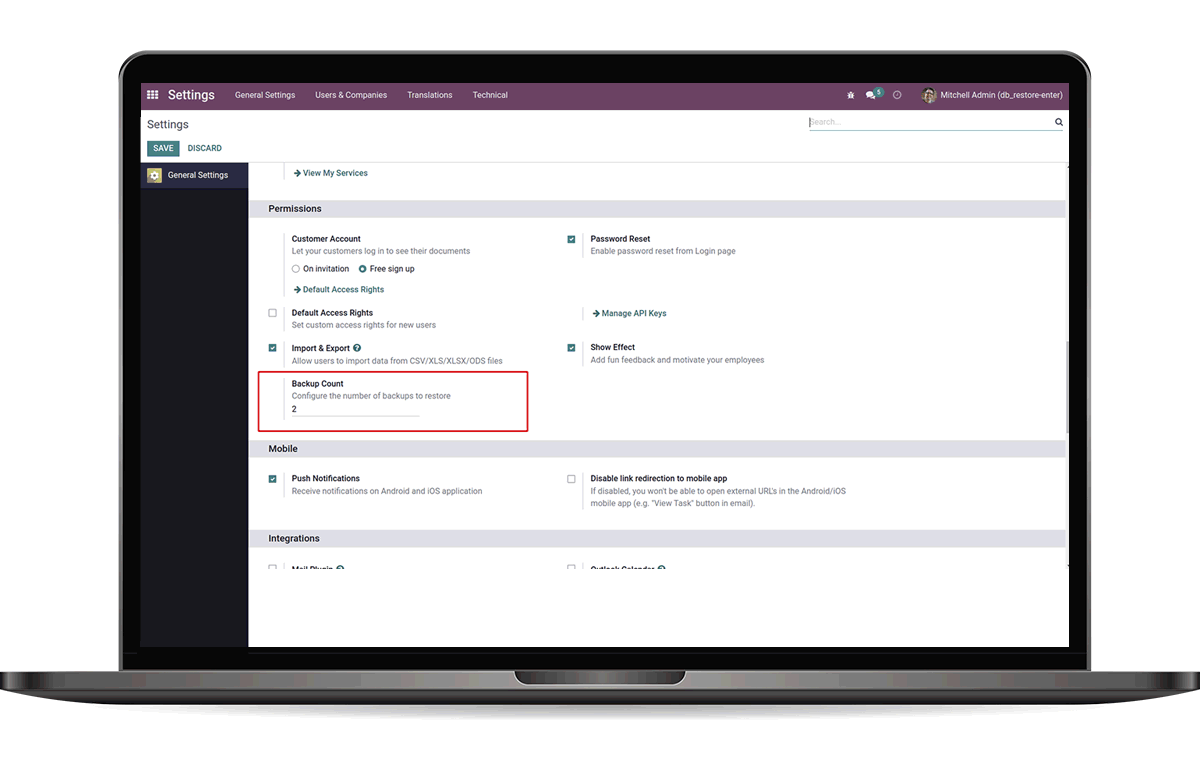 Settings General Settings Users & Companies Translations Technical 5 Mitchell Admin (db_restore-enter)
Settings
Search...
SAVE DISCARD
General Settings
View My Services
Permissions
Customer Account
Let your customers log in to see their documents
On invitation Free sign up
Default Access Rights
Password Reset
Enable password reset from Login page
Default Access Rights
Set custom access rights for new users
Manage API Keys
Import & Export ?
Allow users to import data from CSV/XLS/XLSX/ODS files
Show Effect
Add fun feedback and motivate your employees
Backup Count
Configure the number of backups to restore
2
Mobile
Push Notifications
Receive notifications on Android and iOS application
Disable link redirection to mobile app
If disabled, you won't be able to open external URL's in the Android/iOS
mobile app (e.g. "View Task" button in email).
Integrations
Mail Plugin ?
Outlook Calendar ?